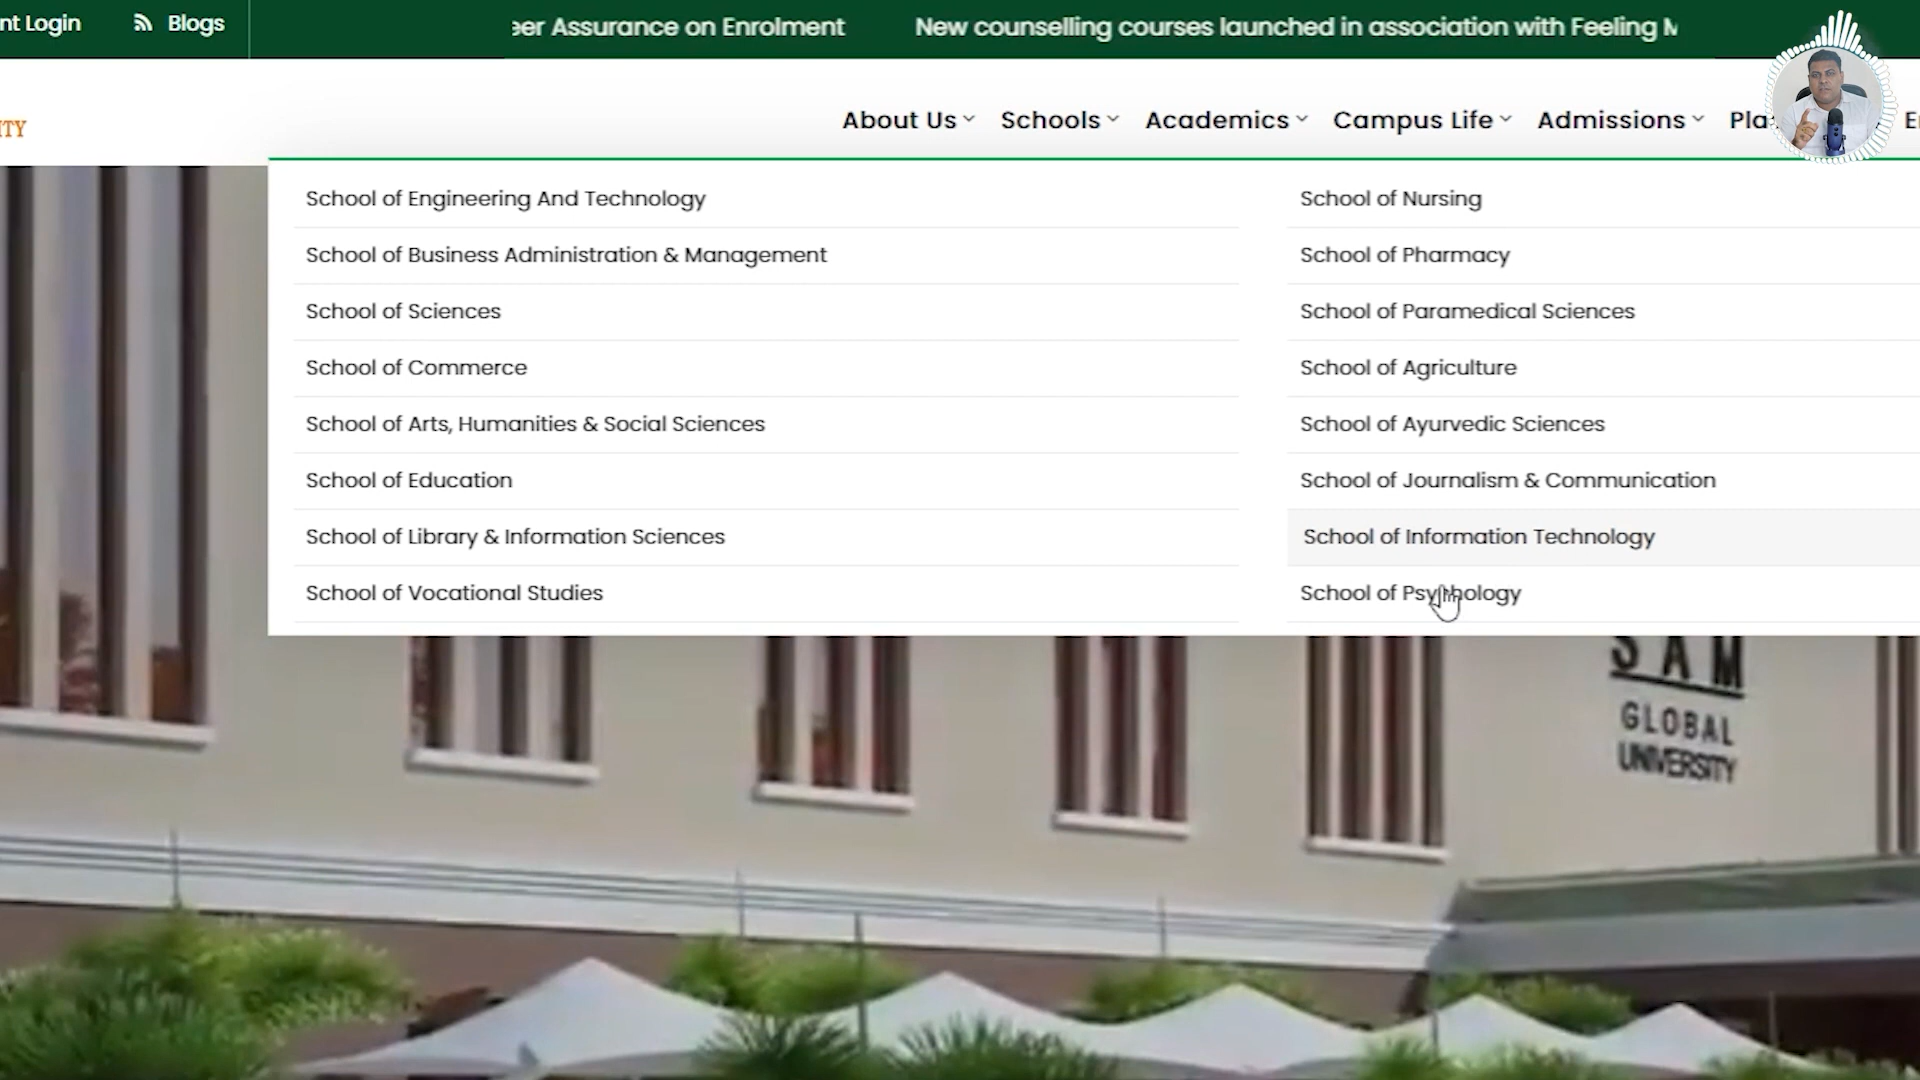 nt Login
Blogs
er Assurance on Enrolment
New counselling courses launched in association with Feeling M
ITY
About Us
Schools
Academics
Campus Life
Admissions
Pla
E
School of Engineering And Technology
School of Business Administration & Management
School of Sciences
School of Commerce
School of Arts, Humanities & Social Sciences
School of Education
School of Library & Information Sciences
School of Vocational Studies
School of Nursing
School of Pharmacy
School of Paramedical Sciences
School of Agriculture
School of Ayurvedic Sciences
School of Journalism & Communication
School of Information Technology
School of Psychology
SAM
GLOBAL
UNIVERSITY